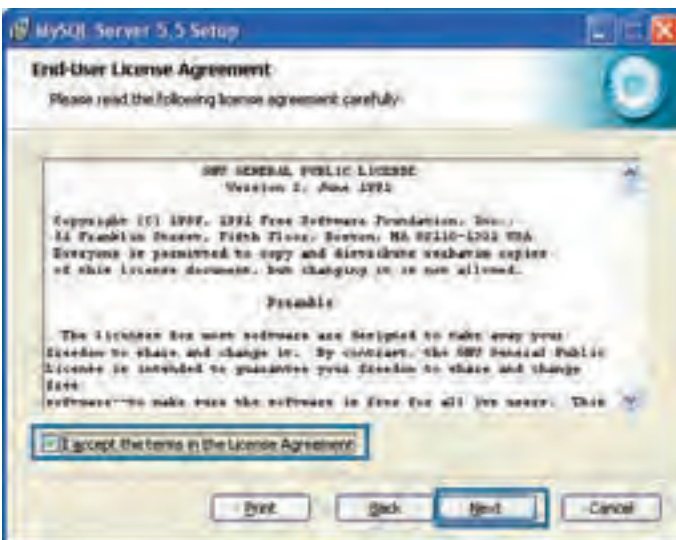 MySQL Server 5.5 Setup
End-User License Agreement
Please read the following license agreement carefully
GNU GENERAL PUBLIC LICENSE
Version 2, June 1991
Copyright (C) 1989, 1991 Free Software Foundation, Inc.,
51 Franklin Street, Fifth Floor, Boston, MA 02110-1301 USA
Everyone is permitted to copy and distribute verbatim copies
of this license document, but changing it is not allowed.
Preamble
The licenses for most software are designed to take away your
freedom to share and change it. By contrast, the GNU General Public
License is intended to guarantee your freedom to share and change
free
software--to make sure the software is free for all its users. This
I accept the terms in the License Agreement
Print
Back
Next
Cancel